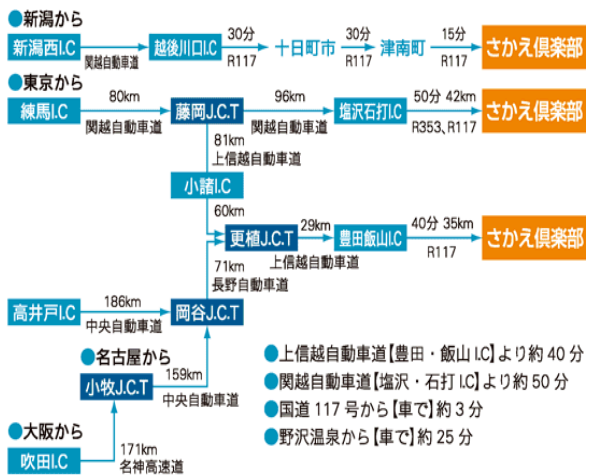 ●新潟から
新潟西I.C
関越自動車道
越後川口I.C
30分
R117
十日町市
30分
R117
津南町
15分
R117
さかえ倶楽部
●東京から
練馬I.C
80km
関越自動車道
藤岡J.C.T
96km
関越自動車道
塩沢石打I.C
50分 42km
R353、R117
さかえ倶楽部
81km
上信越自動車道
小諸I.C
60km
更植J.C.T
29km
上信越自動車道
豊田飯山I.C
40分 35km
R117
さかえ倶楽部
71km
長野自動車道
高井戸I.C
186km
中央自動車道
岡谷J.C.T
●名古屋から
小牧J.C.T
159km
中央自動車道
●大阪から
吹田I.C
171km
名神高速道
●上信越自動車道【豊田・飯山I.C】より約40分
●関越自動車道【塩沢・石打I.C】より約50分
●国道117号から【車で】約3分
●野沢温泉から【車で】約25分